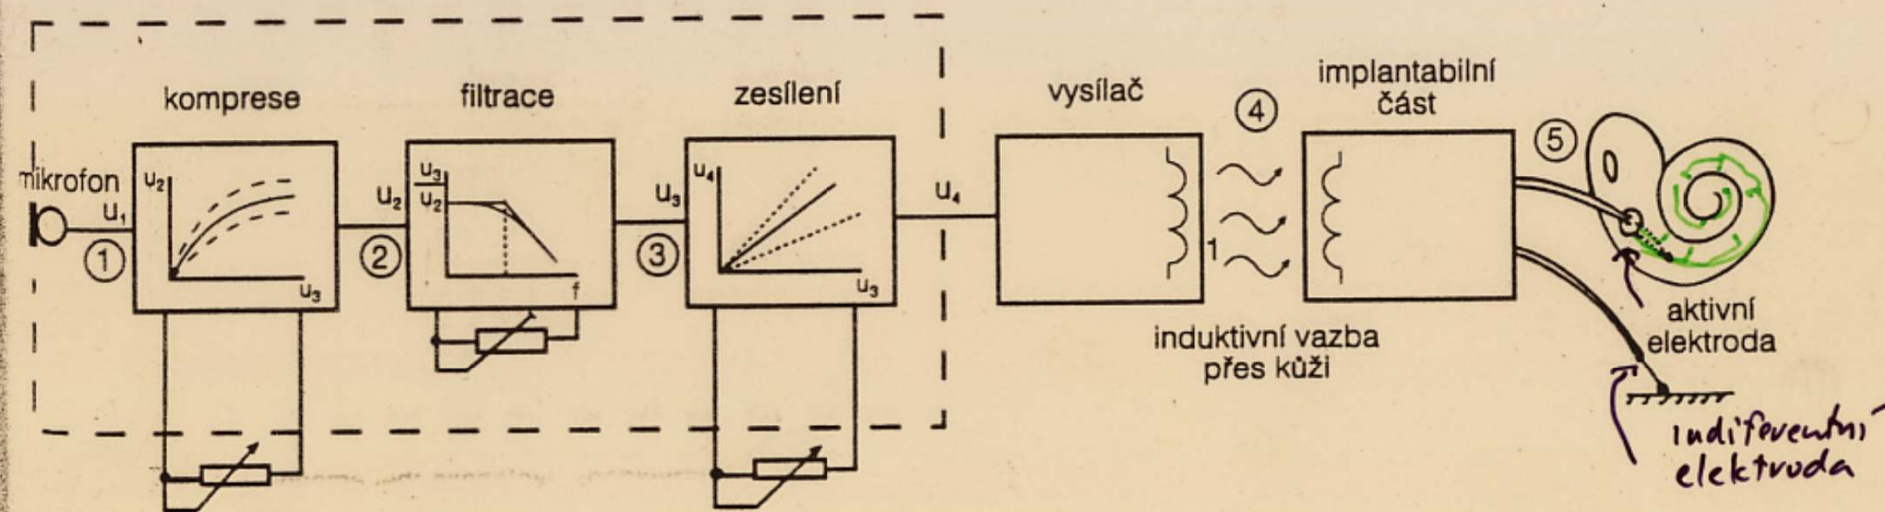 komprese
filtrace
zesílení
vysílač
④
implantabilní
část
⑤
mikrofon
u₁
①
u₂
u₃
u₂
②
u₃
u₂
f
u₃
③
u₄
u₃
u₄
1
induktivní vazba
přes kůži
aktivní
elektroda
indiferentní
elektroda